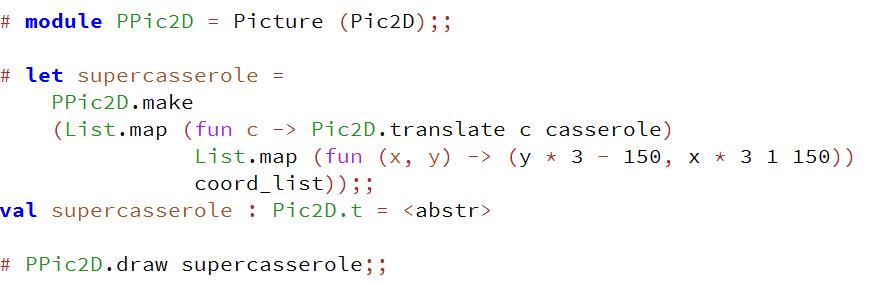 # module PPic2D = Picture (Pic2D);;
# let supercasserole =
    PPic2D.make
    (List.map (fun c -> Pic2D.translate c casserole)
                List.map (fun (x, y) -> (y * 3 - 150, x * 3 1 150))
                coord_list));;
val supercasserole : Pic2D.t = <abstr>
# PPic2D.draw supercasserole;;